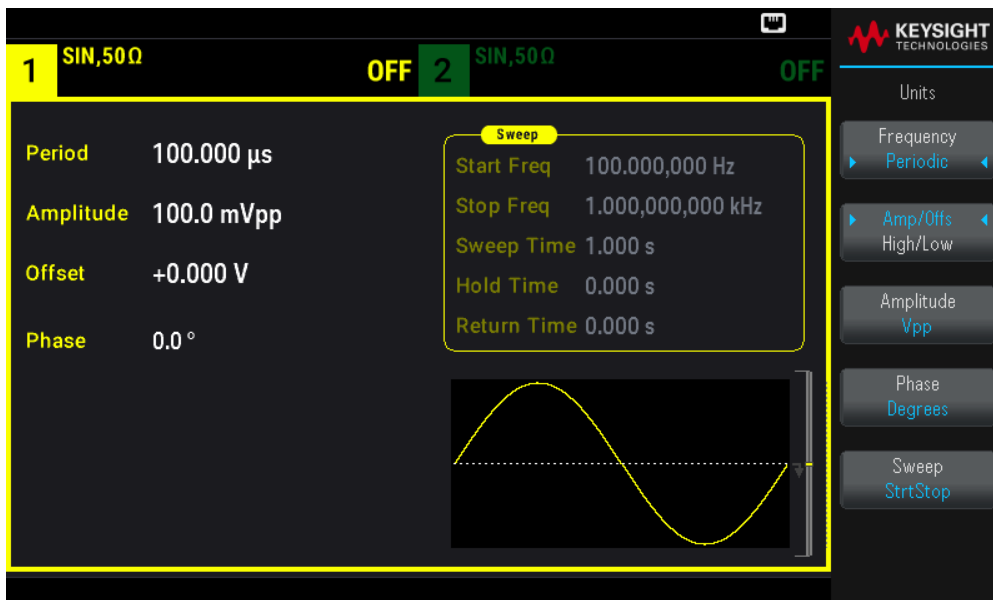 KEYSIGHT
TECHNOLOGIES
1 SIN,50Ω OFF 2 SIN,50Ω OFF
Period 100.000 µs
Amplitude 100.0 mVpp
Offset +0.000 V
Phase 0.0 °
Sweep
Start Freq 100.000,000 Hz
Stop Freq 1.000,000,000 kHz
Sweep Time 1.000 s
Hold Time 0.000 s
Return Time 0.000 s
Units
Frequency
Periodic
Amp/Offs
High/Low
Amplitude
Vpp
Phase
Degrees
Sweep
StrtStop